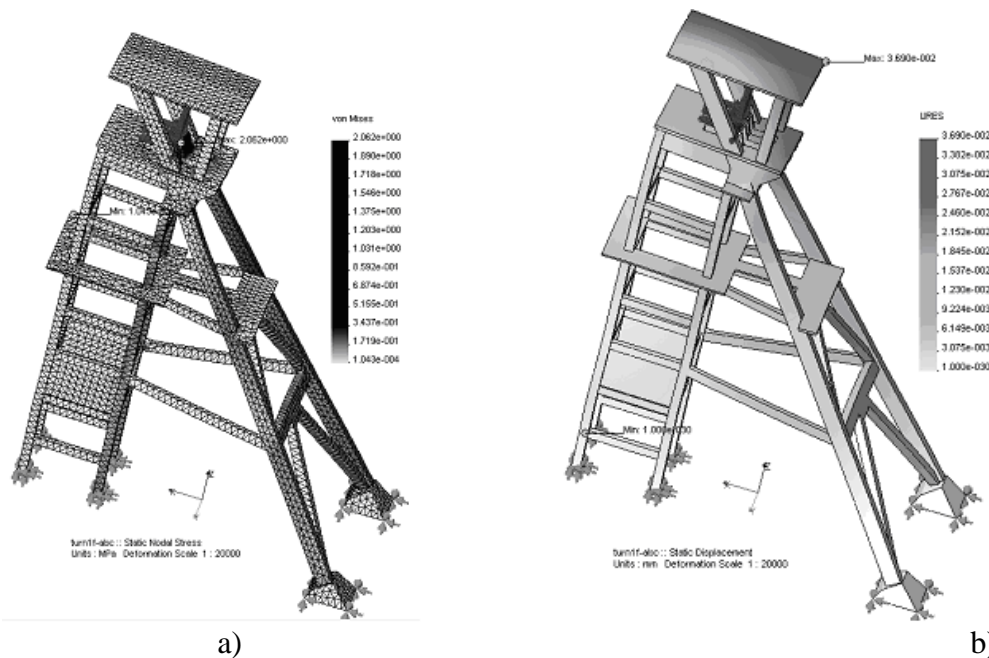 von Mises
2.062e+000
1.890e+000
1.718e+000
1.546e+000
1.375e+000
1.203e+000
1.031e+000
8.592e-001
6.874e-001
5.155e-001
3.437e-001
1.719e-001
1.043e-004
Max: 2.062e+000
Min: 1.043
turn1f-abc :: Static Nodal Stress
Units : MPa Deformation Scale 1 : 20000
a)
Max: 3.690e-002
URES
3.690e-002
3.382e-002
3.075e-002
2.767e-002
2.460e-002
2.152e-002
1.845e-002
1.537e-002
1.230e-002
9.224e-003
6.149e-003
3.075e-003
1.000e-030
Min: 1.000e-030
turn1f-abc :: Static Displacement
Units : mm Deformation Scale 1 : 20000
b)